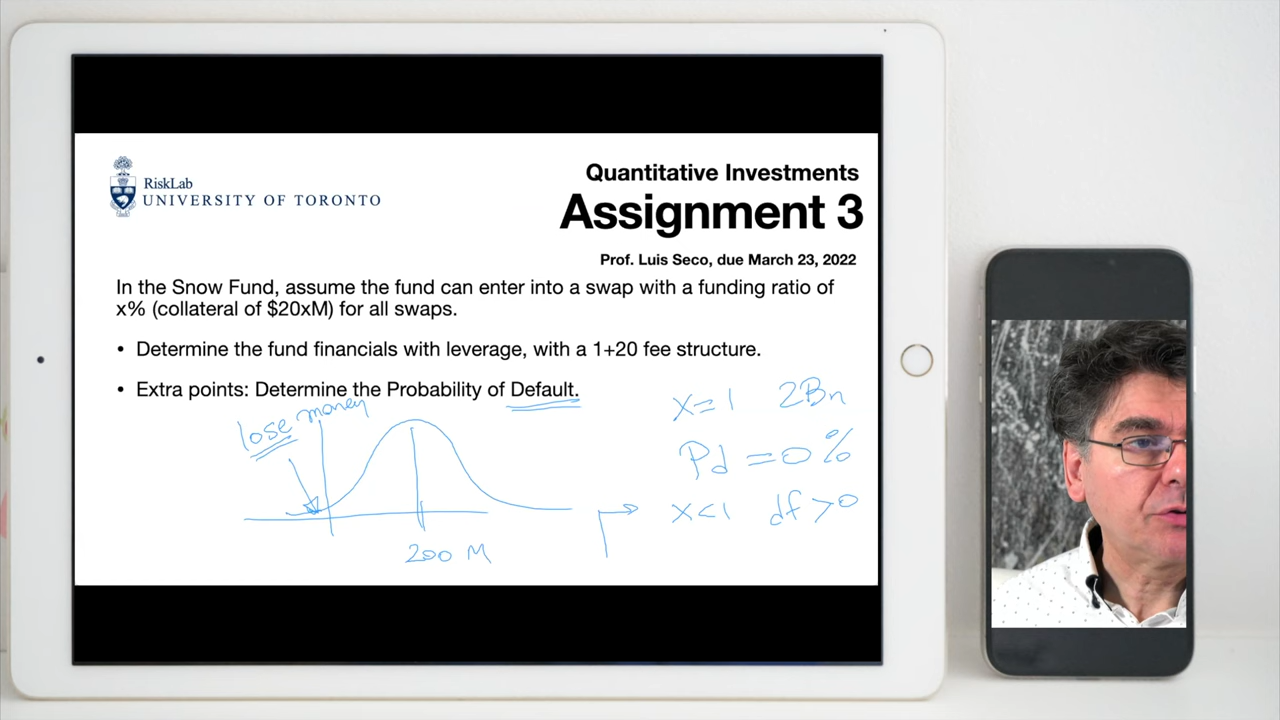 RiskLab
UNIVERSITY OF TORONTO
Quantitative Investments
Assignment 3
Prof. Luis Seco, due March 23, 2022
In the Snow Fund, assume the fund can enter into a swap with a funding ratio of
x% (collateral of $20xM) for all swaps.
• Determine the fund financials with leverage, with a 1+20 fee structure.
• Extra points: Determine the Probability of Default.
lose money
200 M
x=1 2Bn
Pd =0%
x<1 df >0